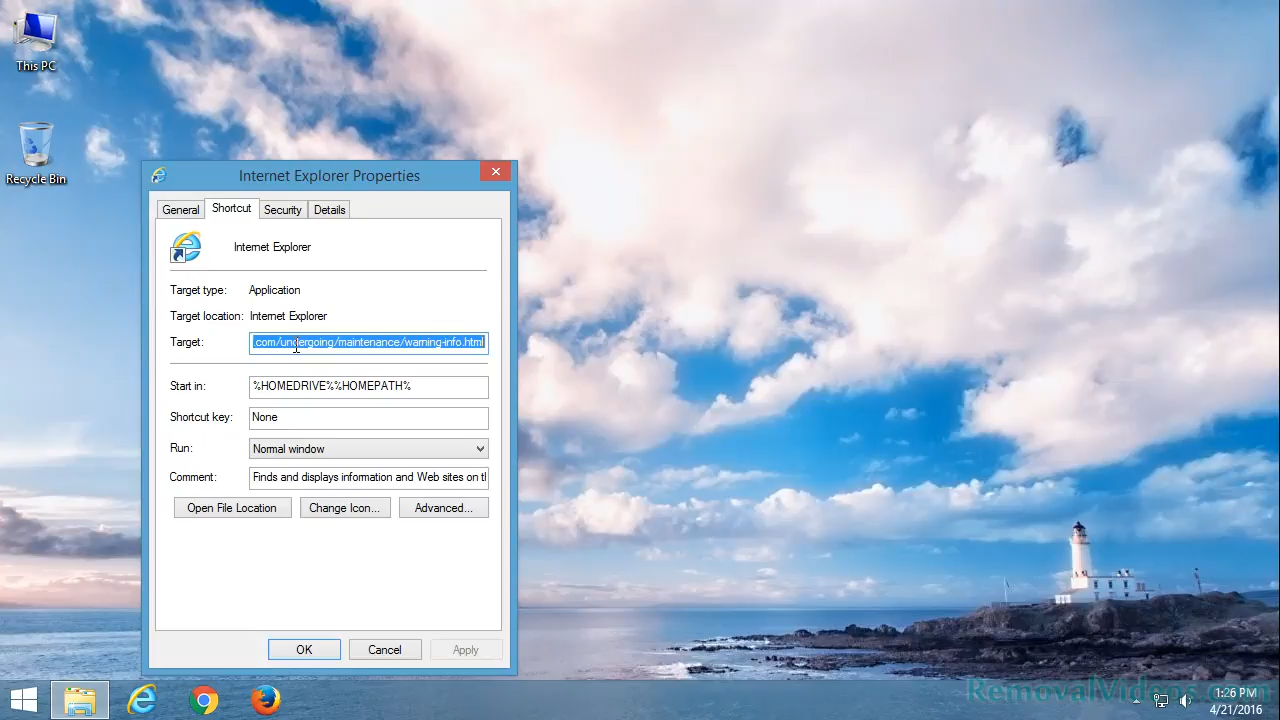 This PC
Recycle Bin
Internet Explorer Properties
General
Shortcut
Security
Details
Internet Explorer
Target type: Application
Target location: Internet Explorer
Target: .com/undergoing/maintenance/warning-info.html
Start in: %HOMEDRIVE%%HOMEPATH%
Shortcut key: None
Run: Normal window
Comment: Finds and displays information and Web sites on tl
Open File Location
Change Icon...
Advanced...
OK
Cancel
Apply
RemovalVideos.com
1:26 PM
4/21/2016